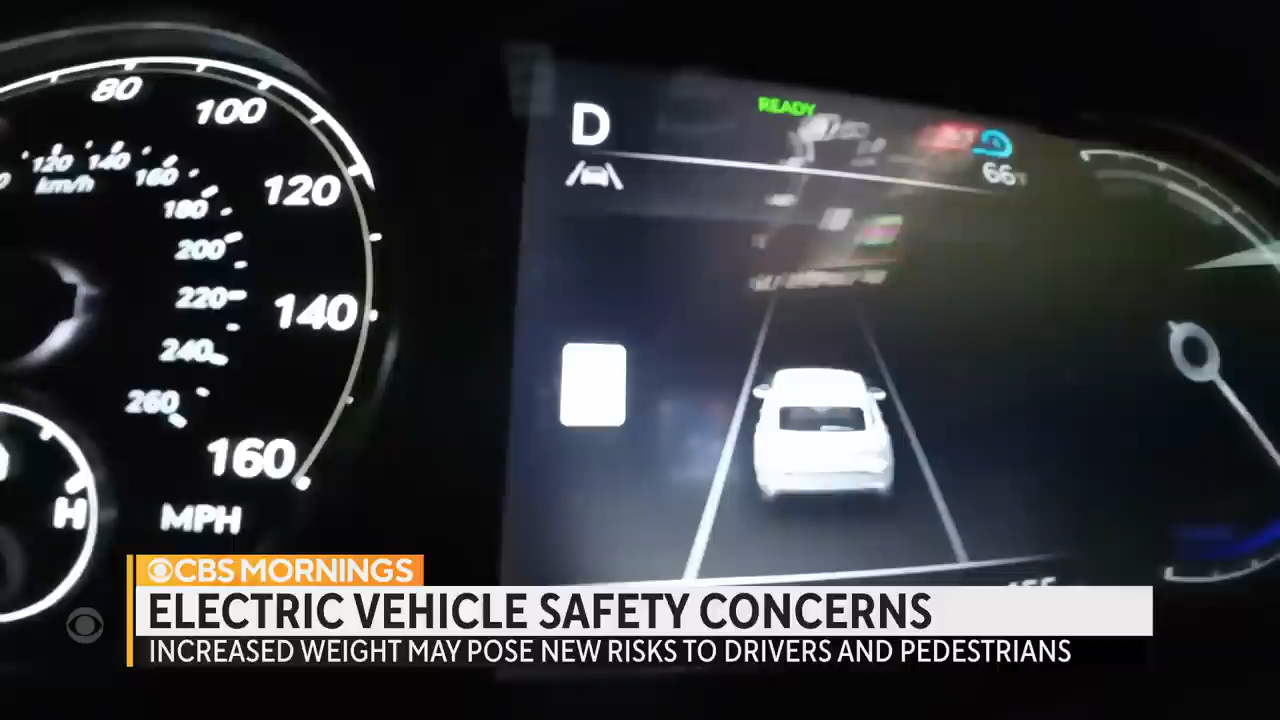 80
100
120
140
160
MPH
120
140
160
km/h
180
200
220
240
260
H
D
READY
66
CBS MORNINGS
ELECTRIC VEHICLE SAFETY CONCERNS
INCREASED WEIGHT MAY POSE NEW RISKS TO DRIVERS AND PEDESTRIANS